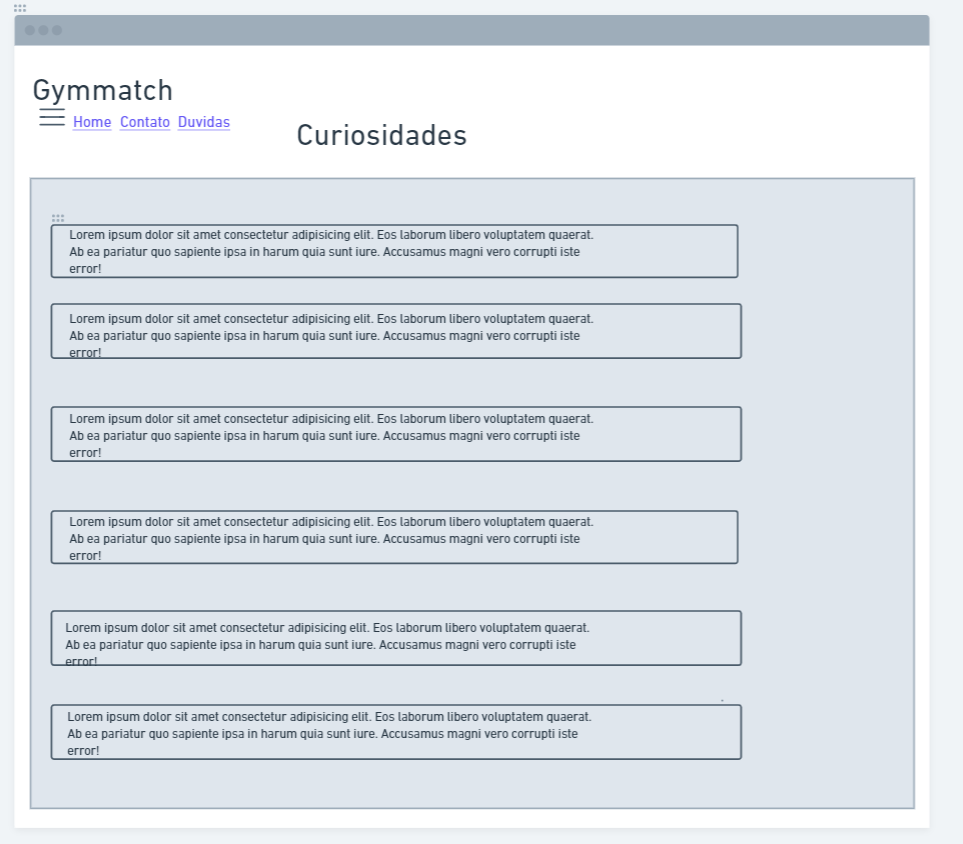 Gymmatch
Home Contato Duvidas
Curiosidades
Lorem ipsum dolor sit amet consectetur adipisicing elit. Eos laborum libero voluptatem quaerat.
Ab ea pariatur quo sapiente ipsa in harum quia sunt iure. Accusamus magni vero corrupti iste
error!
Lorem ipsum dolor sit amet consectetur adipisicing elit. Eos laborum libero voluptatem quaerat.
Ab ea pariatur quo sapiente ipsa in harum quia sunt iure. Accusamus magni vero corrupti iste
error!
Lorem ipsum dolor sit amet consectetur adipisicing elit. Eos laborum libero voluptatem quaerat.
Ab ea pariatur quo sapiente ipsa in harum quia sunt iure. Accusamus magni vero corrupti iste
error!
Lorem ipsum dolor sit amet consectetur adipisicing elit. Eos laborum libero voluptatem quaerat.
Ab ea pariatur quo sapiente ipsa in harum quia sunt iure. Accusamus magni vero corrupti iste
error!
Lorem ipsum dolor sit amet consectetur adipisicing elit. Eos laborum libero voluptatem quaerat.
Ab ea pariatur quo sapiente ipsa in harum quia sunt iure. Accusamus magni vero corrupti iste
error!
Lorem ipsum dolor sit amet consectetur adipisicing elit. Eos laborum libero voluptatem quaerat.
Ab ea pariatur quo sapiente ipsa in harum quia sunt iure. Accusamus magni vero corrupti iste
error!